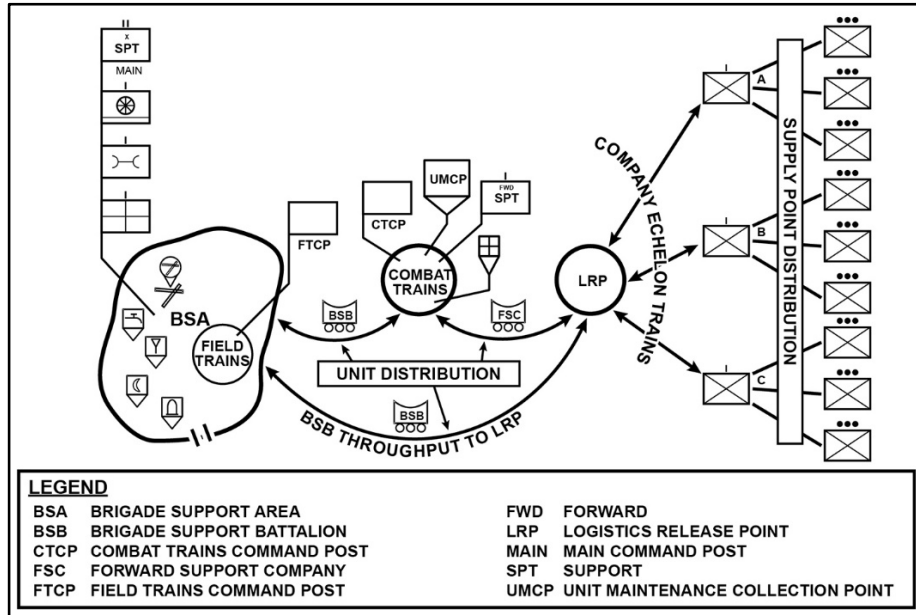 II
X
SPT
MAIN
I
I
I
FTCP
CTCP
UMCP
I
FWD
SPT
COMBAT
TRAINS
BSA
FIELD
TRAINS
BSB
FSC
UNIT DISTRIBUTION
BSB
BSB THROUGHPUT TO LRP
LRP
COMPANY ECHELON TRAINS
I
A
I
B
I
C
SUPPLY POINT DISTRIBUTION
LEGEND
BSA BRIGADE SUPPORT AREA
BSB BRIGADE SUPPORT BATTALION
CTCP COMBAT TRAINS COMMAND POST
FSC FORWARD SUPPORT COMPANY
FTCP FIELD TRAINS COMMAND POST
FWD FORWARD
LRP LOGISTICS RELEASE POINT
MAIN MAIN COMMAND POST
SPT SUPPORT
UMCP UNIT MAINTENANCE COLLECTION POINT